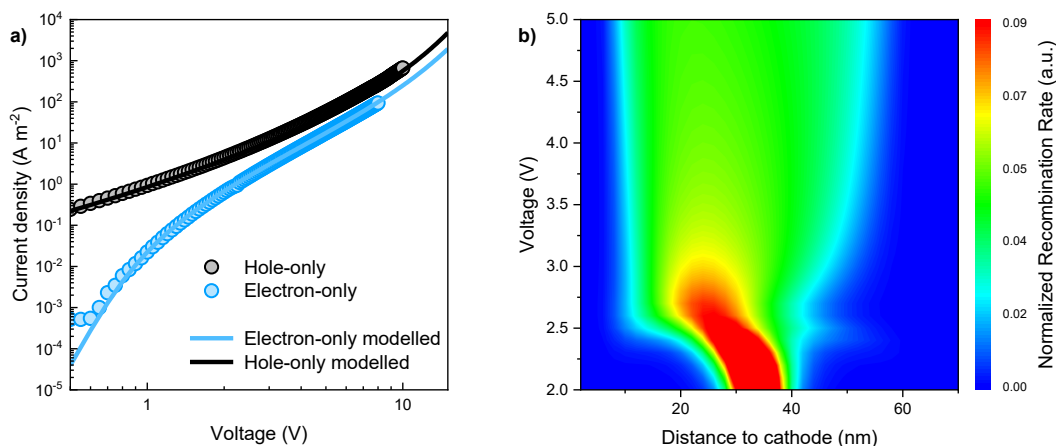 a)
10^4
10^3
10^2
10^1
10^0
10^-1
10^-2
10^-3
10^-4
10^-5
Current density (A m^-2)
Hole-only
Electron-only
Electron-only modelled
Hole-only modelled
1
10
Voltage (V)
b)
5.0
4.5
4.0
3.5
3.0
2.5
2.0
Voltage (V)
20
40
60
Distance to cathode (nm)
0.09
0.07
0.05
0.04
0.02
0.00
Normalized Recombination Rate (a.u.)